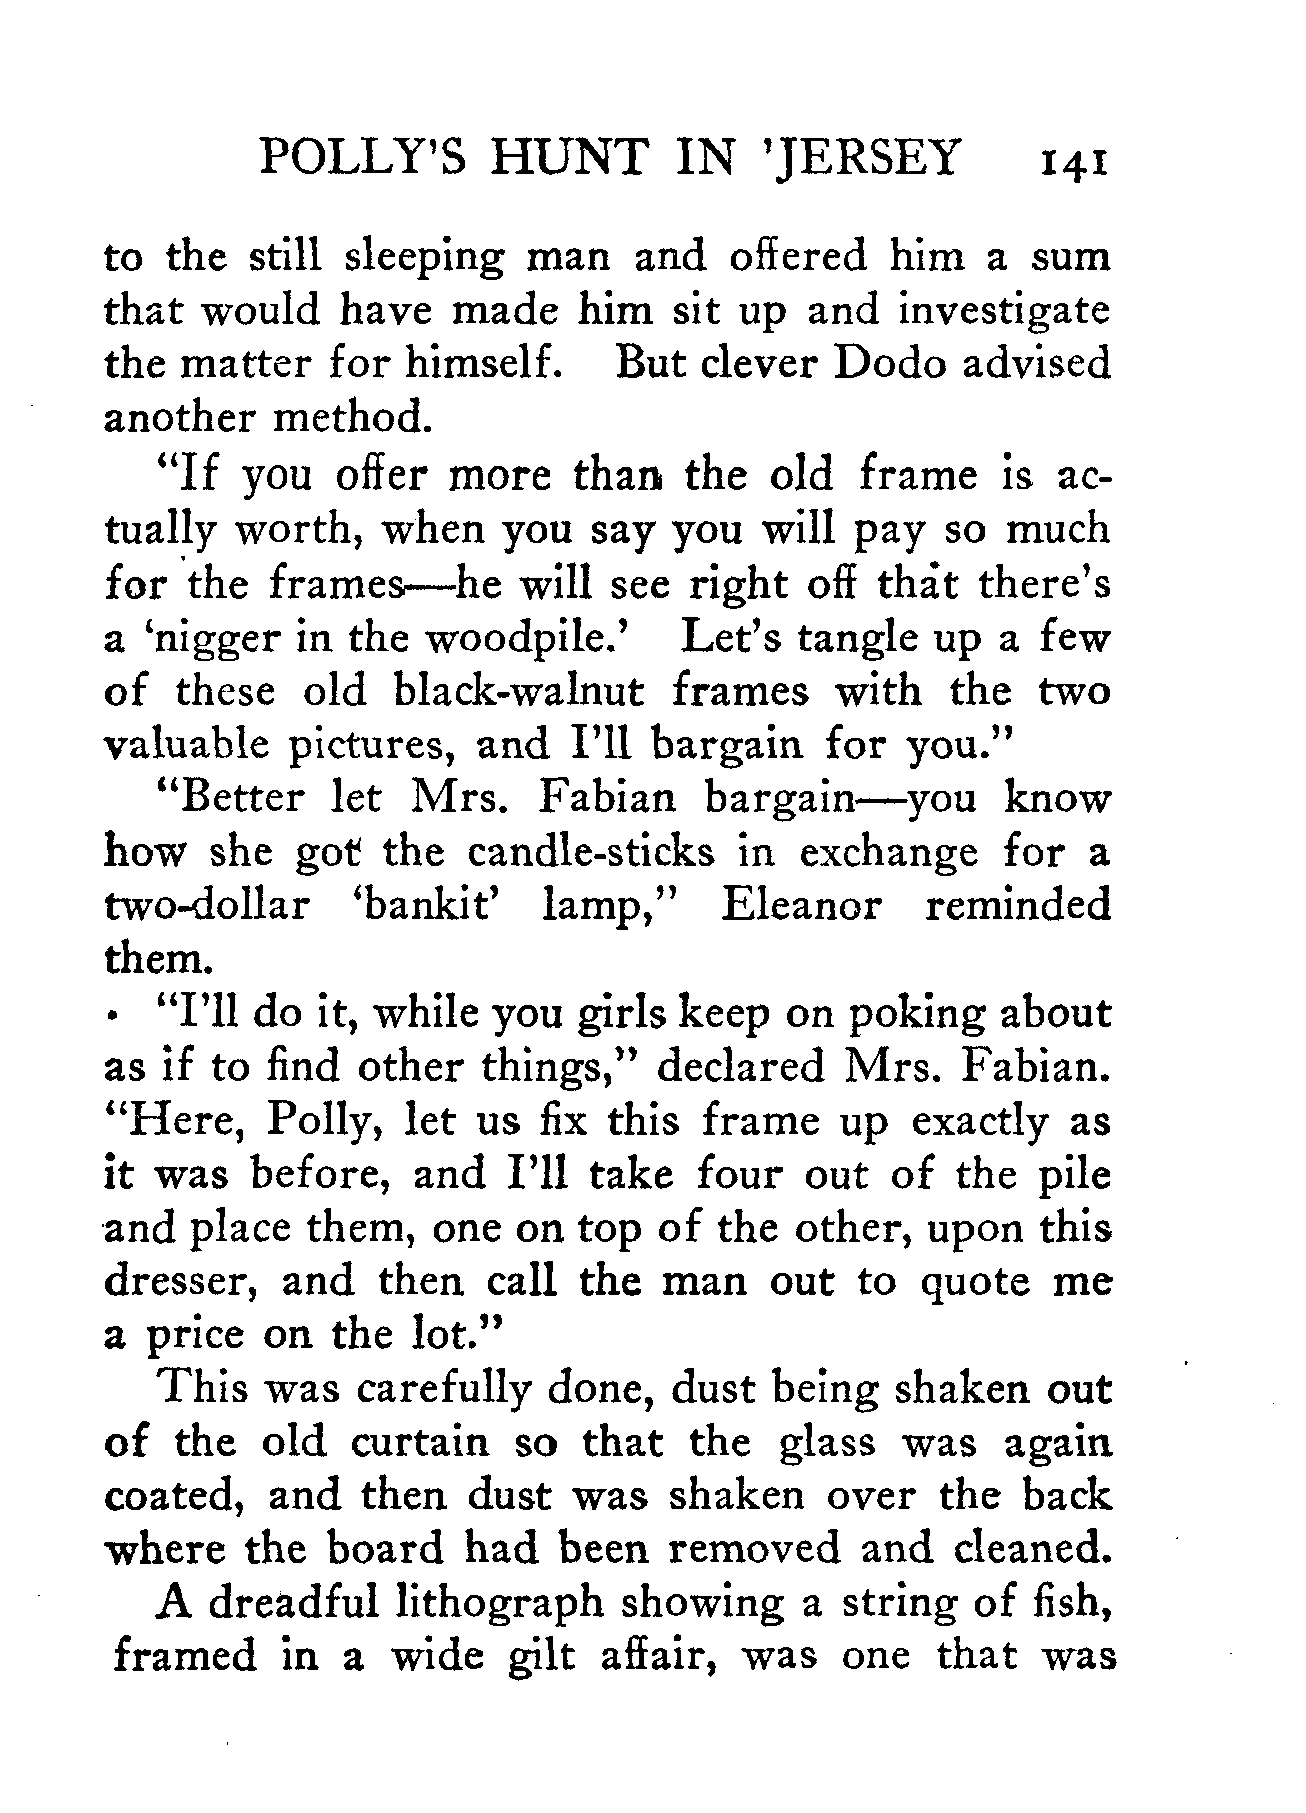 POLLY'S HUNT IN 'JERSEY 141
to the still sleeping man and offered him a sum
that would have made him sit up and investigate
the matter for himself. But clever Dodo advised
another method.
“If you offer more than the old frame is ac-
tually worth, when you say you will pay so much
for the frames—he will see right off that there's
a ‘nigger in the woodpile.’ Let's tangle up a few
of these old black-walnut frames with the two
valuable pictures, and I'll bargain for you.”
“Better let Mrs. Fabian bargain—you know
how she got the candle-sticks in exchange for a
two-dollar ‘bankit’ lamp,” Eleanor reminded
them.
“I'll do it, while you girls keep on poking about
as if to find other things,” declared Mrs. Fabian.
“Here, Polly, let us fix this frame up exactly as
it was before, and I'll take four out of the pile
and place them, one on top of the other, upon this
dresser, and then call the man out to quote me
a price on the lot.”
This was carefully done, dust being shaken out
of the old curtain so that the glass was again
coated, and then dust was shaken over the back
where the board had been removed and cleaned.
A dreadful lithograph showing a string of fish,
framed in a wide gilt affair, was one that was